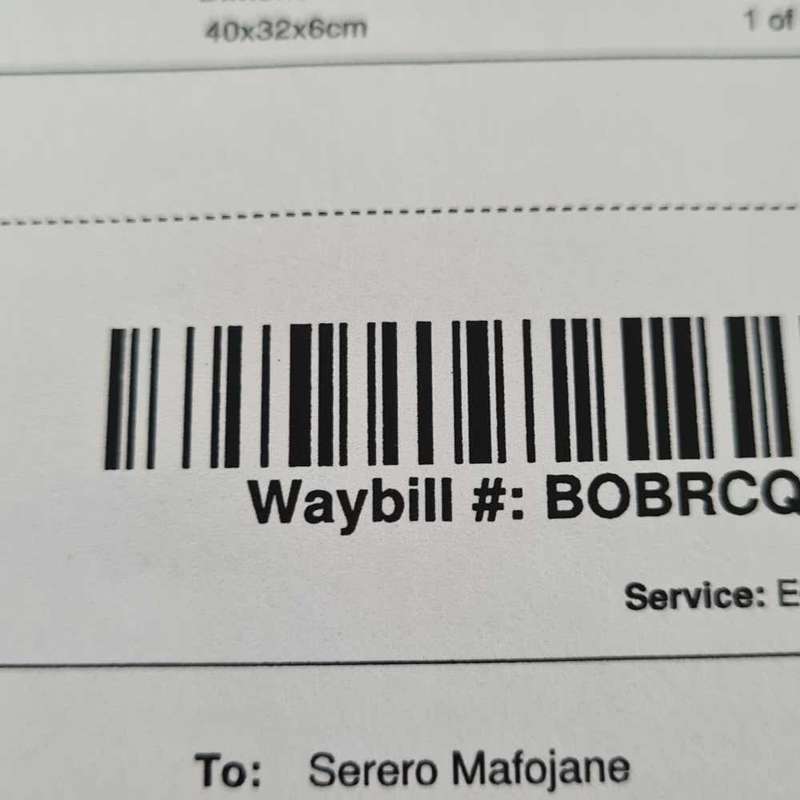 40x32x6cm
1 of
Waybill #: BOBRCQ
Service:
To: Serero Mafojane